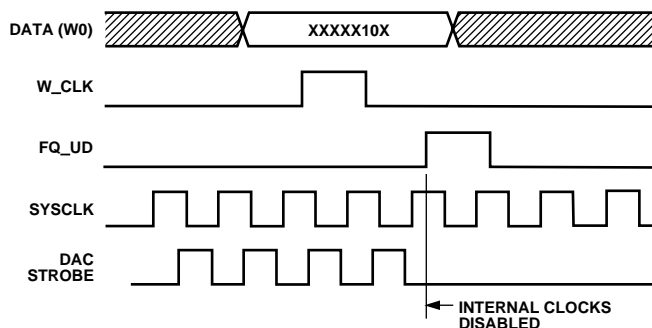 DATA (W0)
XXXXX10X
W_CLK
FQ_UD
SYSCLK
DAC
STROBE
INTERNAL CLOCKS
DISABLED